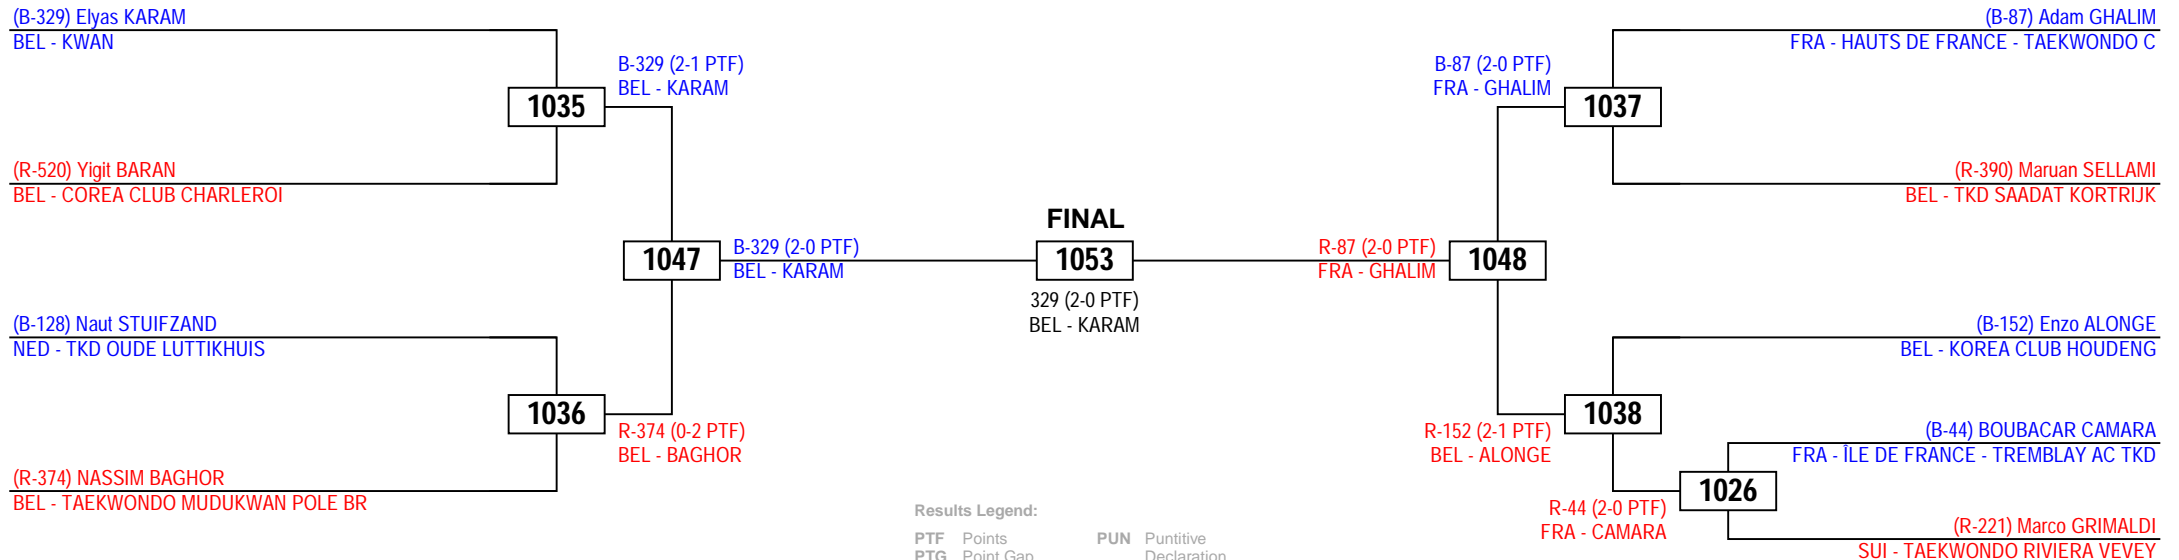 (B-329) Elyas KARAM
BEL - KWAN
B-329 (2-1 PTF)
BEL - KARAM
1035
(R-520) Yigit BARAN
BEL - COREA CLUB CHARLEROI
1047
B-329 (2-0 PTF)
BEL - KARAM
(B-128) Naut STUIFZAND
NED - TKD OUDE LUTTIKHUIS
1036
R-374 (0-2 PTF)
BEL - BAGHOR
(R-374) NASSIM BAGHOR
BEL - TAEKWONDO MUDUKWAN POLE BR
FINAL
1053
329 (2-0 PTF)
BEL - KARAM
(B-87) Adam GHALIM
FRA - HAUTS DE FRANCE - TAEKWONDO C
B-87 (2-0 PTF)
FRA - GHALIM
1037
(R-390) Maruan SELLAMI
BEL - TKD SAADAT KORTRIJK
R-87 (2-0 PTF)
FRA - GHALIM
1048
(B-152) Enzo ALONGE
BEL - KOREA CLUB HOUDENG
1038
R-152 (2-1 PTF)
BEL - ALONGE
(B-44) BOUBACAR CAMARA
FRA - ÎLE DE FRANCE - TREMBLAY AC TKD
1026
R-44 (2-0 PTF)
FRA - CAMARA
(R-221) Marco GRIMALDI
SUI - TAEKWONDO RIVIERA VEVEY
Results Legend:
PTF Points PUN Puntitive
PTG Point Gap Declaration